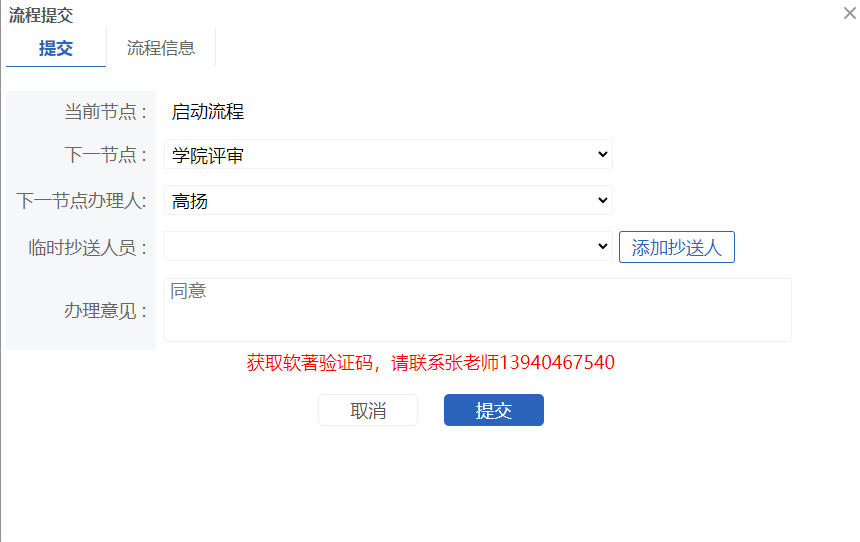 流程提交
提交 流程信息
当前节点： 启动流程
下一节点： 学院评审
下一节点办理人: 高扬
临时抄送人员： 添加抄送人
办理意见： 同意
获取软著验证码，请联系张老师13940467540
取消 提交